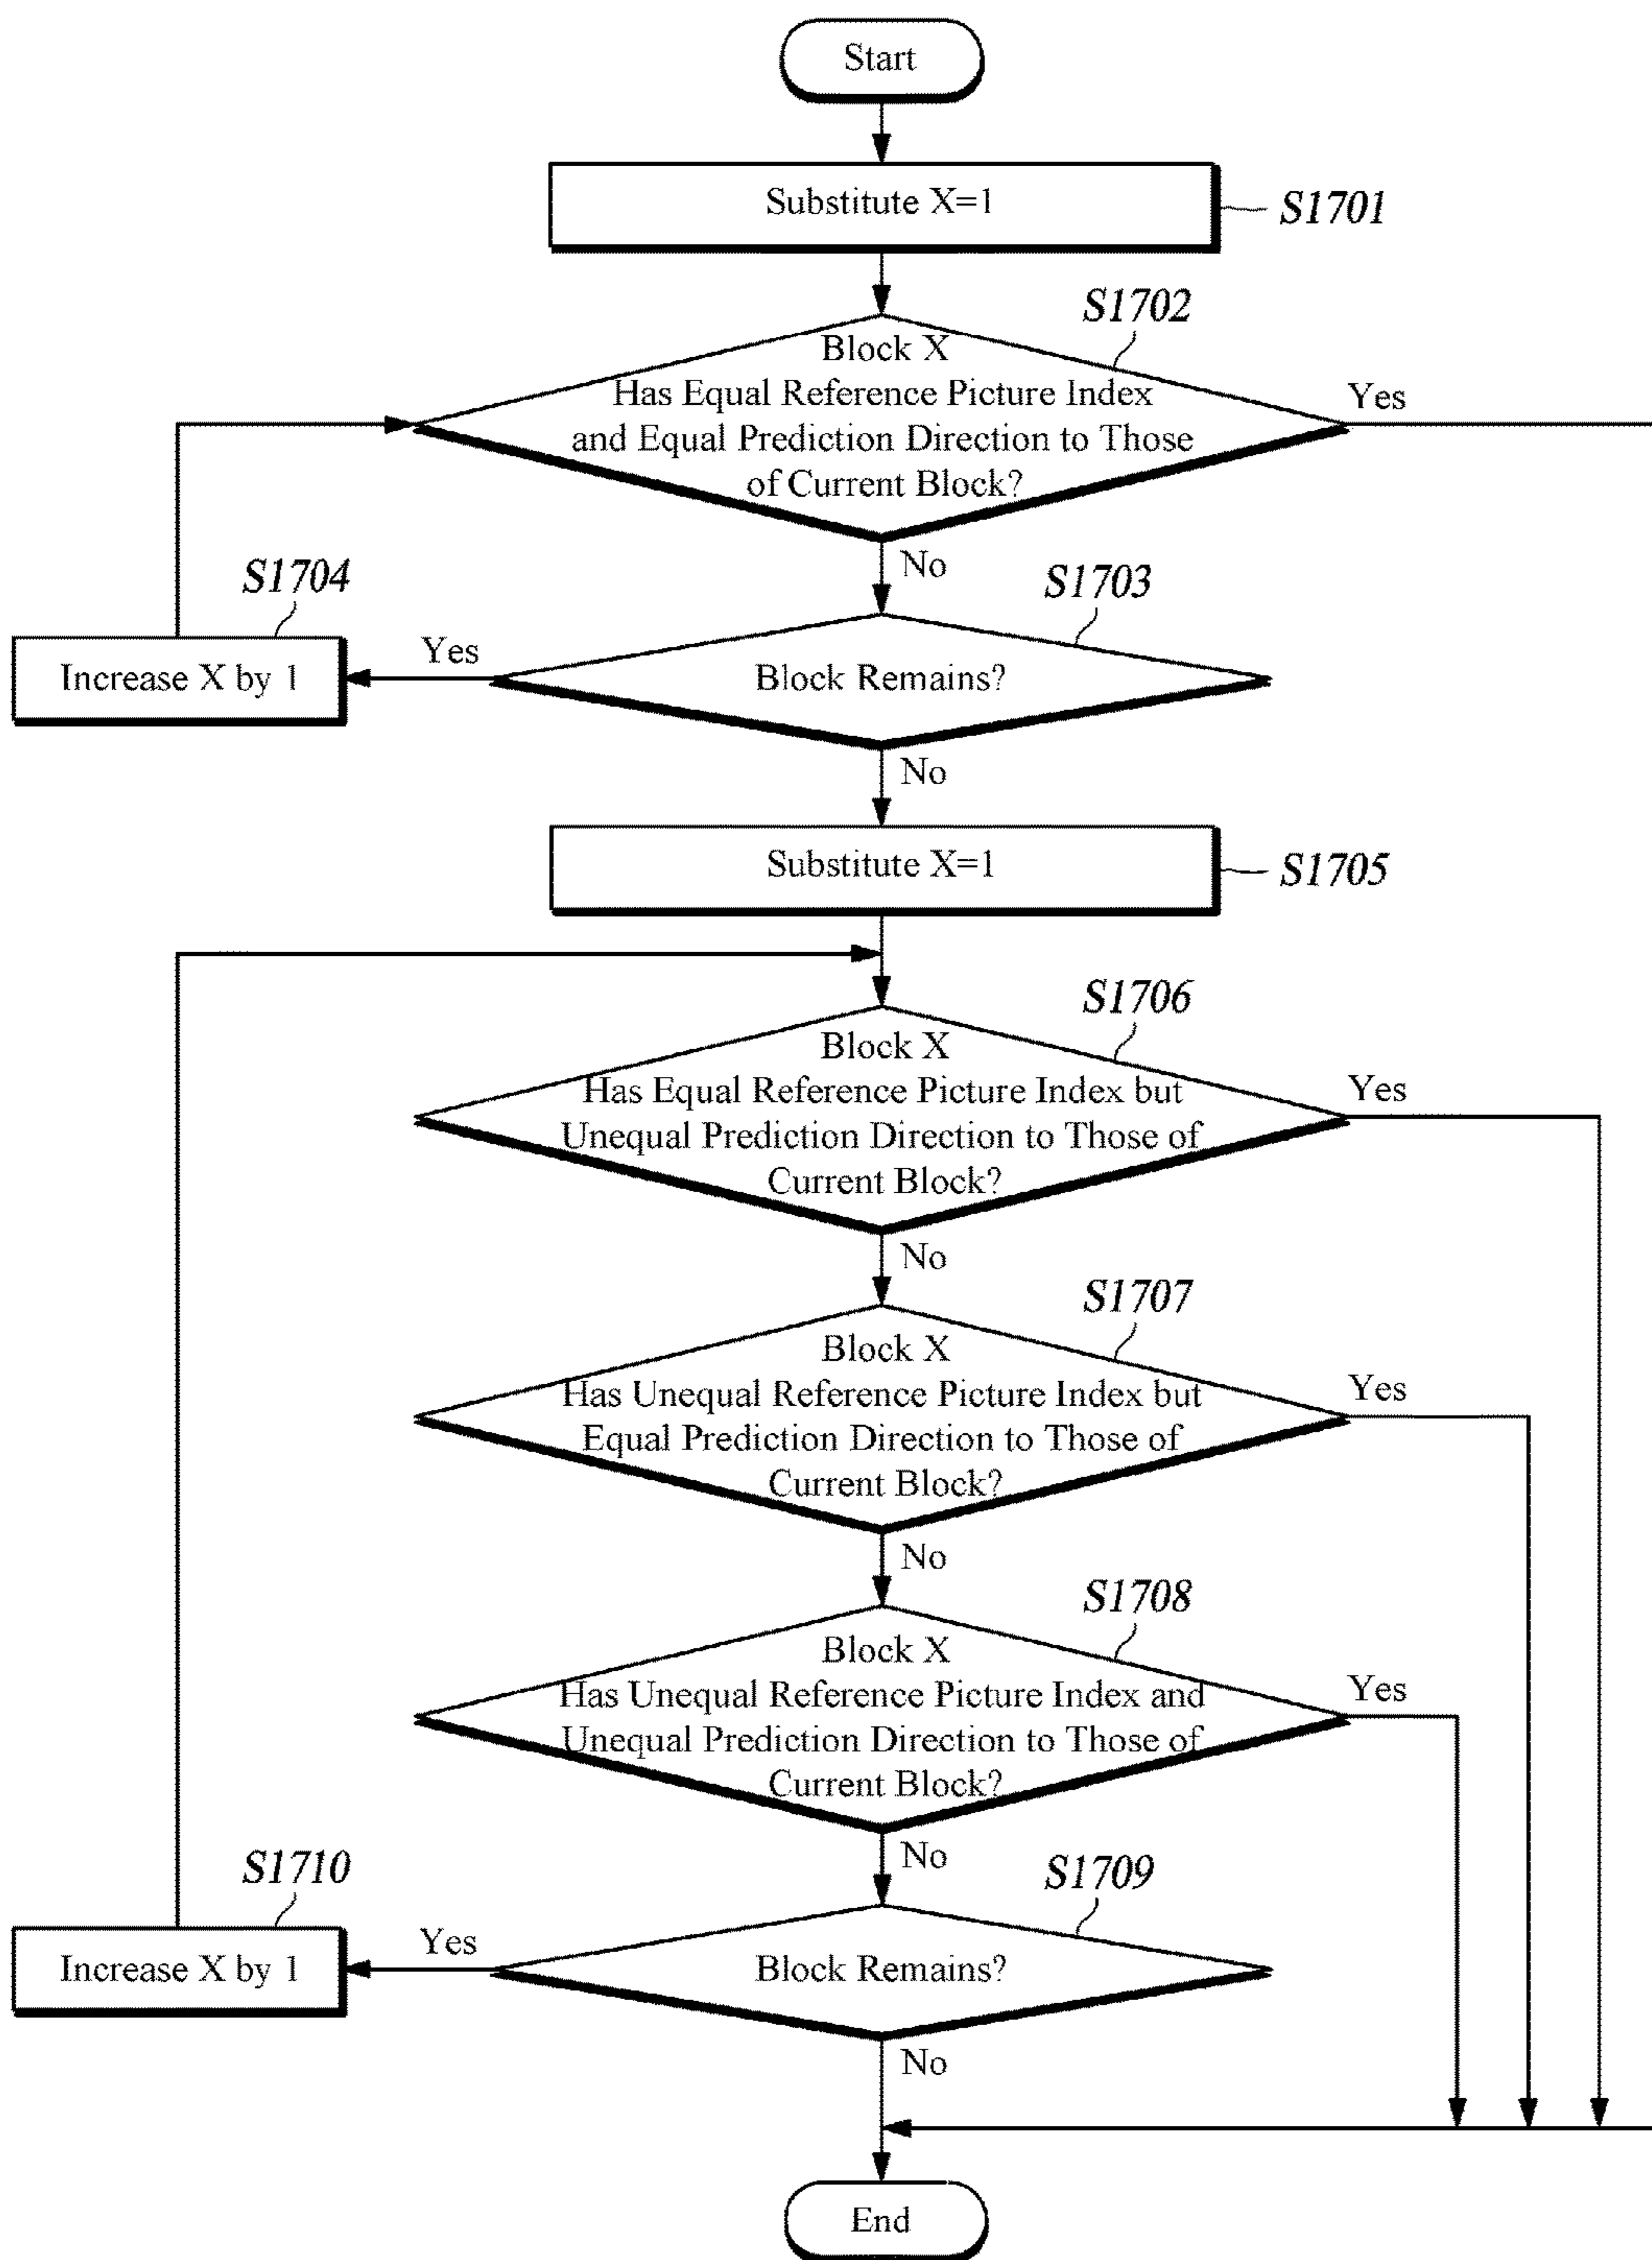 Start
Substitute X=1
S1701
S1702
Block X
Has Equal Reference Picture Index
and Equal Prediction Direction to Those
of Current Block?
Yes
No
S1704
S1703
Increase X by 1
Yes
Block Remains?
No
Substitute X=1
S1705
S1706
Block X
Has Equal Reference Picture Index but
Unequal Prediction Direction to Those of
Current Block?
Yes
No
S1707
Block X
Has Unequal Reference Picture Index but
Equal Prediction Direction to Those of
Current Block?
Yes
No
S1708
Block X
Has Unequal Reference Picture Index and
Unequal Prediction Direction to Those of
Current Block?
Yes
No
S1710
S1709
Increase X by 1
Yes
Block Remains?
No
End